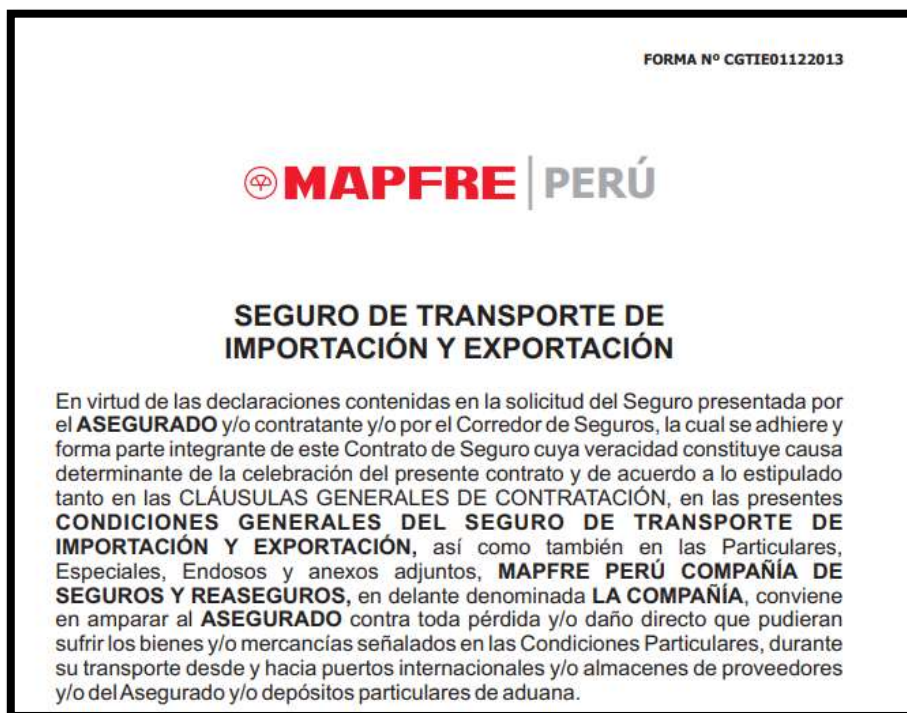 FORMA Nº CGTIE01122013
MAPFRE | PERÚ
SEGURO DE TRANSPORTE DE
IMPORTACIÓN Y EXPORTACIÓN
En virtud de las declaraciones contenidas en la solicitud del Seguro presentada por
el ASEGURADO y/o contratante y/o por el Corredor de Seguros, la cual se adhiere y
forma parte integrante de este Contrato de Seguro cuya veracidad constituye causa
determinante de la celebración del presente contrato y de acuerdo a lo estipulado
tanto en las CLÁUSULAS GENERALES DE CONTRATACIÓN, en las presentes
CONDICIONES GENERALES DEL SEGURO DE TRANSPORTE DE
IMPORTACIÓN Y EXPORTACIÓN, así como también en las Particulares,
Especiales, Endosos y anexos adjuntos, MAPFRE PERÚ COMPAÑÍA DE
SEGUROS Y REASEGUROS, en delante denominada LA COMPAÑÍA, conviene
en amparar al ASEGURADO contra toda pérdida y/o daño directo que pudieran
sufrir los bienes y/o mercancías señalados en las Condiciones Particulares, durante
su transporte desde y hacia puertos internacionales y/o almacenes de proveedores
y/o del Asegurado y/o depósitos particulares de aduana.